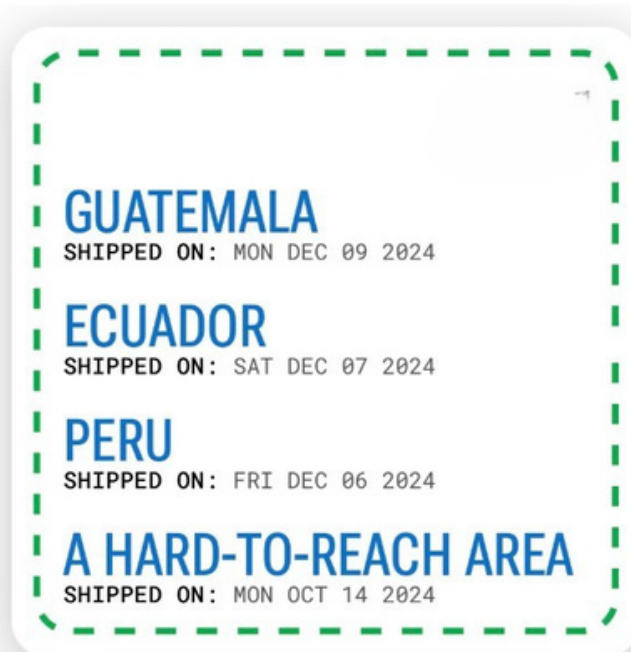 GUATEMALA
SHIPPED ON: MON DEC 09 2024
ECUADOR
SHIPPED ON: SAT DEC 07 2024
PERU
SHIPPED ON: FRI DEC 06 2024
A HARD-TO-REACH AREA
SHIPPED ON: MON OCT 14 2024